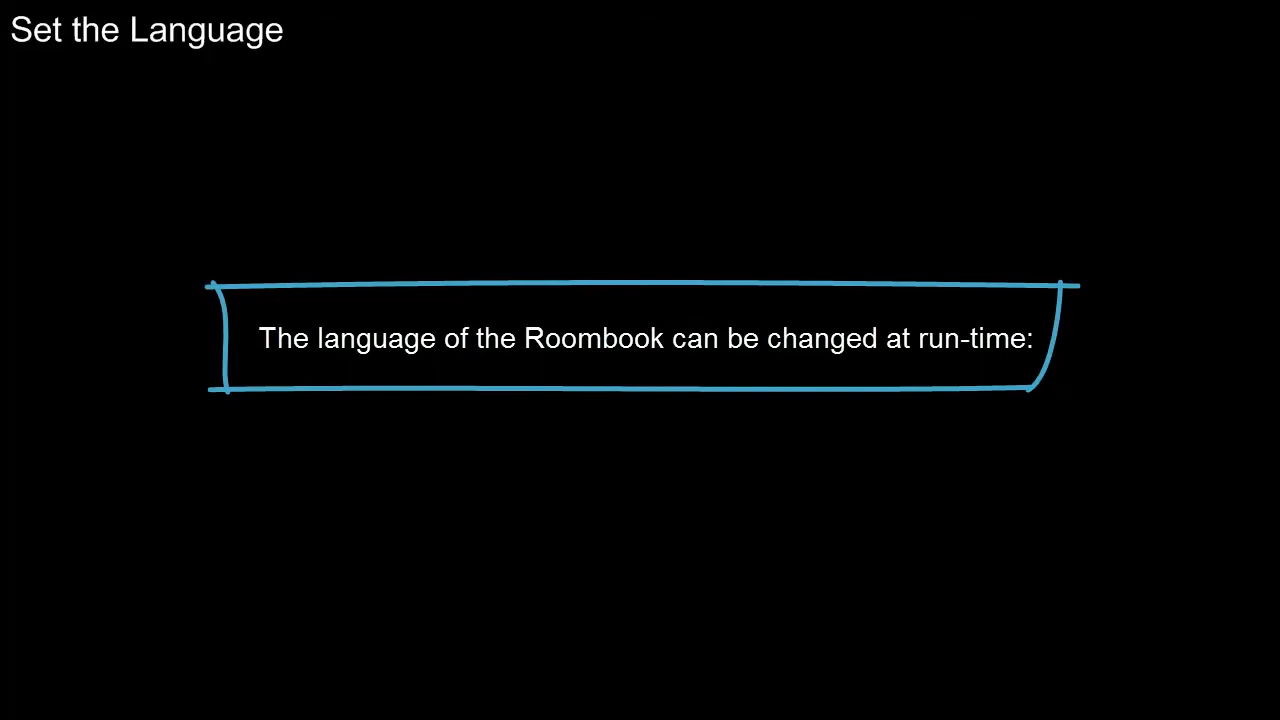 Set the Language
The language of the Roombook can be changed at run-time: